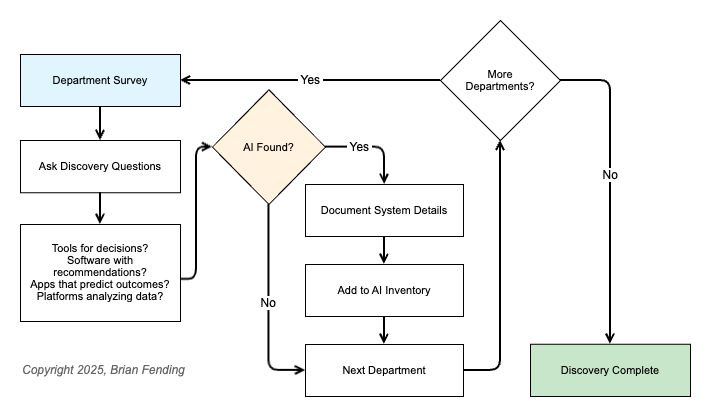 Department Survey
Yes
More
Departments?
Ask Discovery Questions
AI Found?
Yes
No
Document System Details
Tools for decisions?
Software with
recommendations?
Apps that predict outcomes?
Platforms analyzing data?
Add to AI Inventory
No
Next Department
Discovery Complete
Copyright 2025, Brian Fending